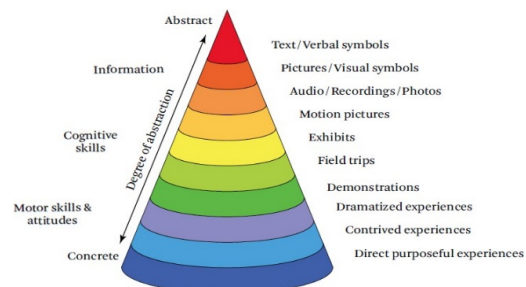 Abstract
Text/Verbal symbols
Information
Pictures/Visual symbols
Audio/Recordings/Photos
Motion pictures
Cognitive
skills
Exhibits
Field trips
Degree of abstraction
Demonstrations
Motor skills &
attitudes
Dramatized experiences
Contrived experiences
Concrete
Direct purposeful experiences